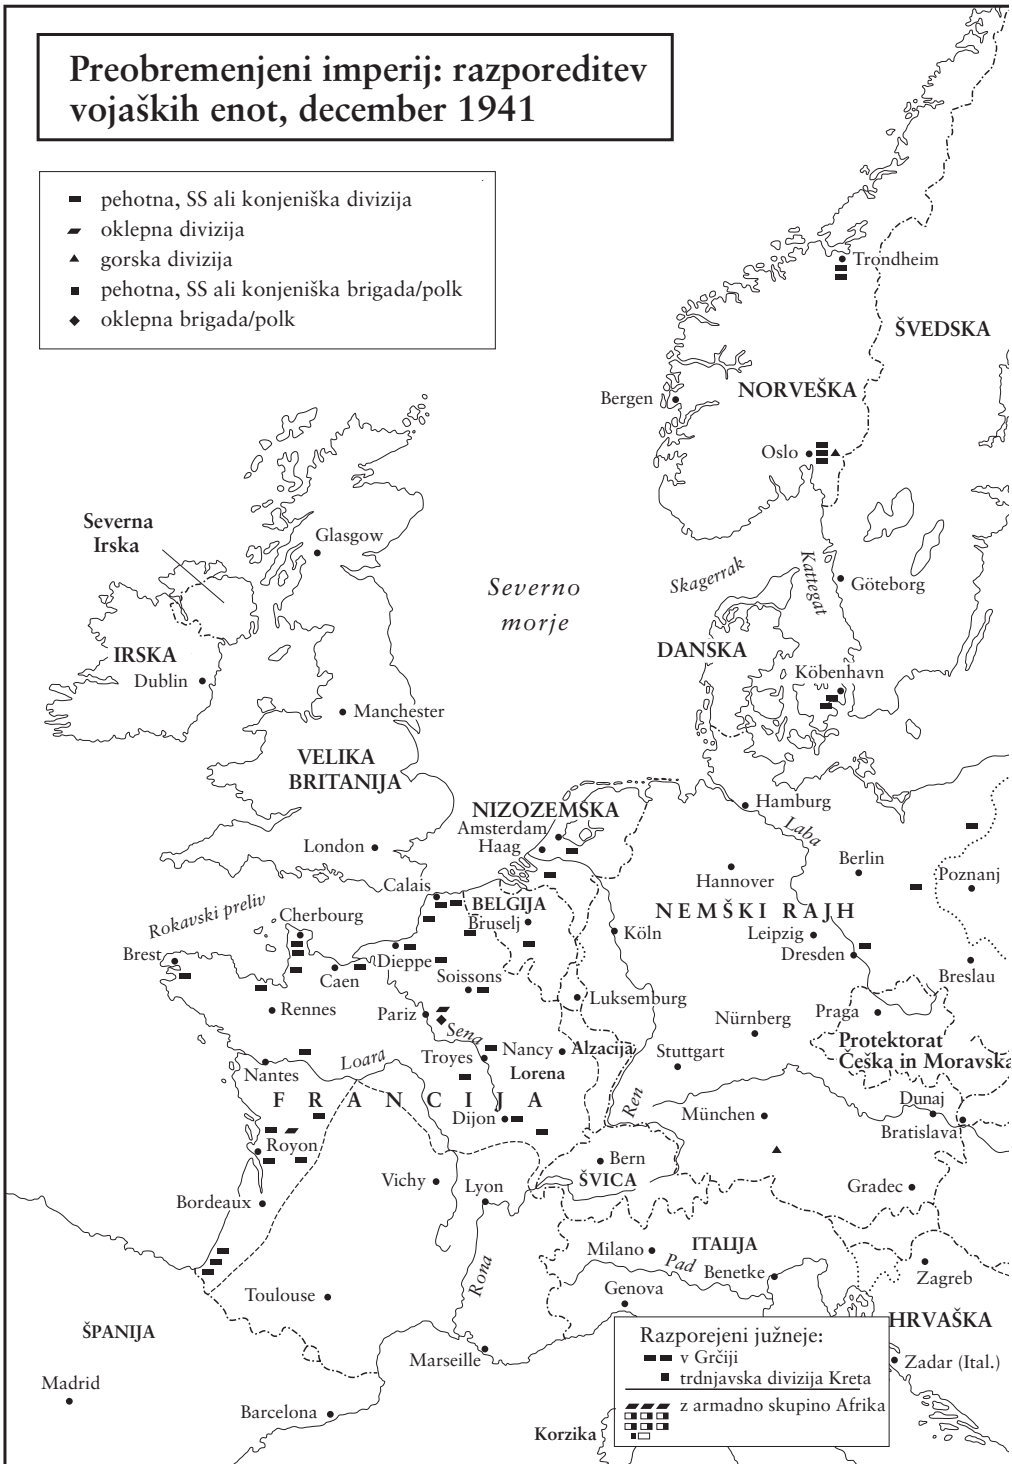 Preobremenjeni imperij: razporeditev
vojaških enot, december 1941
pehotna, SS ali konjeniška divizija
oklepna divizija
gorska divizija
pehotna, SS ali konjeniška brigada/polk
oklepna brigada/polk
Trondheim
ŠVEDSKA
NORVEŠKA
Bergen
Oslo
Severna
Irska
Glasgow
Severno
morje
Skagerrak
Kattegat
Göteborg
IRSKA
Dublin
DANSKA
Köbenhavn
Manchester
VELIKA
BRITANIJA
NIZOZEMSKA
Hamburg
Laba
Amsterdam
Haag
London
Berlin
Hannover
Poznanj
Calais
BELGIJA
Bruselj
NEMŠKI RAJH
Rokavski preliv
Cherbourg
Köln
Leipzig
Dresden
Brest
Dieppe
Caen
Soissons
Breslau
Luksemburg
Rennes
Pariz
Sena
Praga
Nürnberg
Protektorat
Češka in Moravska
Troyes
Nancy
Alzacija
Lorena
Stuttgart
Loara
Nantes
FRANCIJA
Ren
München
Dunaj
Bratislava
Dijon
Royon
Bern
ŠVICA
Vichy
Lyon
Gradec
Bordeaux
Milano
ITALIJA
Pad
Benetke
Zagreb
Rona
Toulouse
Genova
HRVAŠKA
ŠPANIJA
Marseille
Zadar (Ital.)
Madrid
Barcelona
Korzika
Razporejeni južneje:
v Grčiji
trdnjavska divizija Kreta
z armadno skupino Afrika